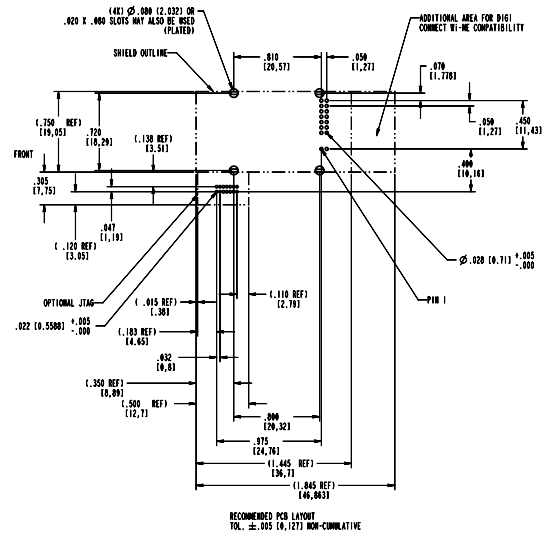 (4X) Ø.080 (2.032) OR
.020 X .080 SLOTS MAY ALSO BE USED
(PLATED)
SHIELD OUTLINE
.810
[20,57]
.050
[1,27]
ADDITIONAL AREA FOR DIGI
CONNECT Wi-ME COMPATIBILITY
.070
[1.778]
(.750 REF)
[19,05]
.720
[18,29]
(.138 REF)
[3.51]
.050
[1,27]
.450
[11,43]
FRONT
.305
[7,75]
.400
[10,16]
.047
[1,19]
(.120 REF)
[3.05]
Ø.028 [0.71] +.005
-.000
OPTIONAL JTAG
(.015 REF)
[.38]
(.110 REF)
[2.79]
PIN 1
.022 [0.5588] +.005
-.000
(.183 REF)
[4.65]
.032
[0,8]
(.350 REF)
[8,89]
(.500 REF)
[12,7]
.800
[20,32]
.975
[24,76]
(1.445 REF)
[36,7]
(1.845 REF)
[46,863]
RECOMMENDED PCB LAYOUT
TOL. ±.005 [0,127] NON-CUMULATIVE